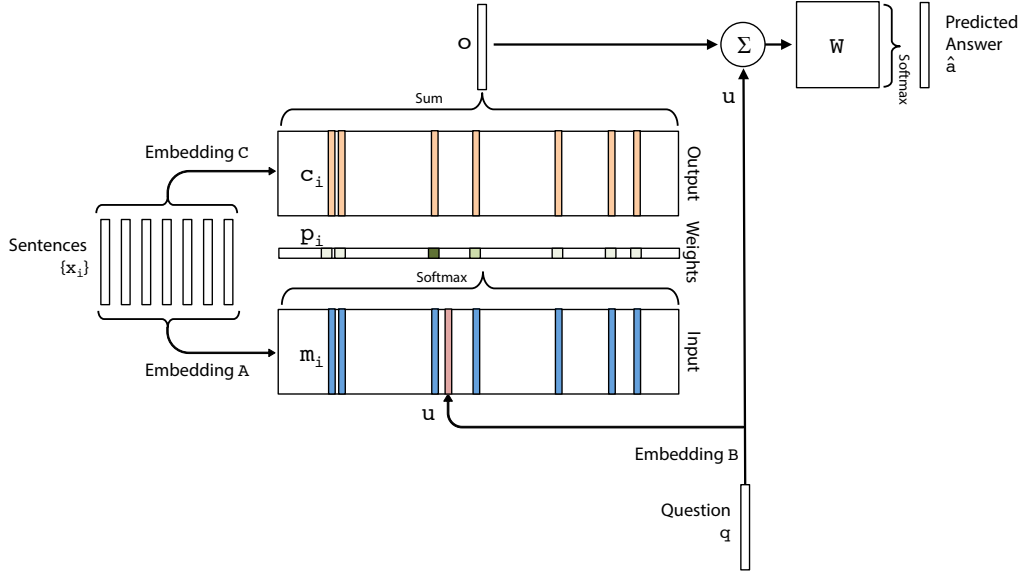 o
Σ
W
Softmax
Predicted
Answer
â
u
Sum
Embedding C
c_i
Output
Sentences
{x_i}
p_i
Weights
Softmax
m_i
Input
Embedding A
u
Embedding B
Question
q